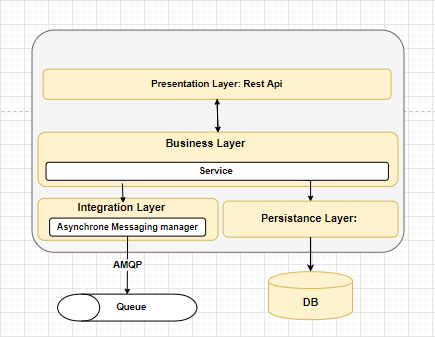 Presentation Layer: Rest Api
Business Layer
Service
Integration Layer
Asynchrone Messaging manager
Persistance Layer:
AMQP
Queue
DB